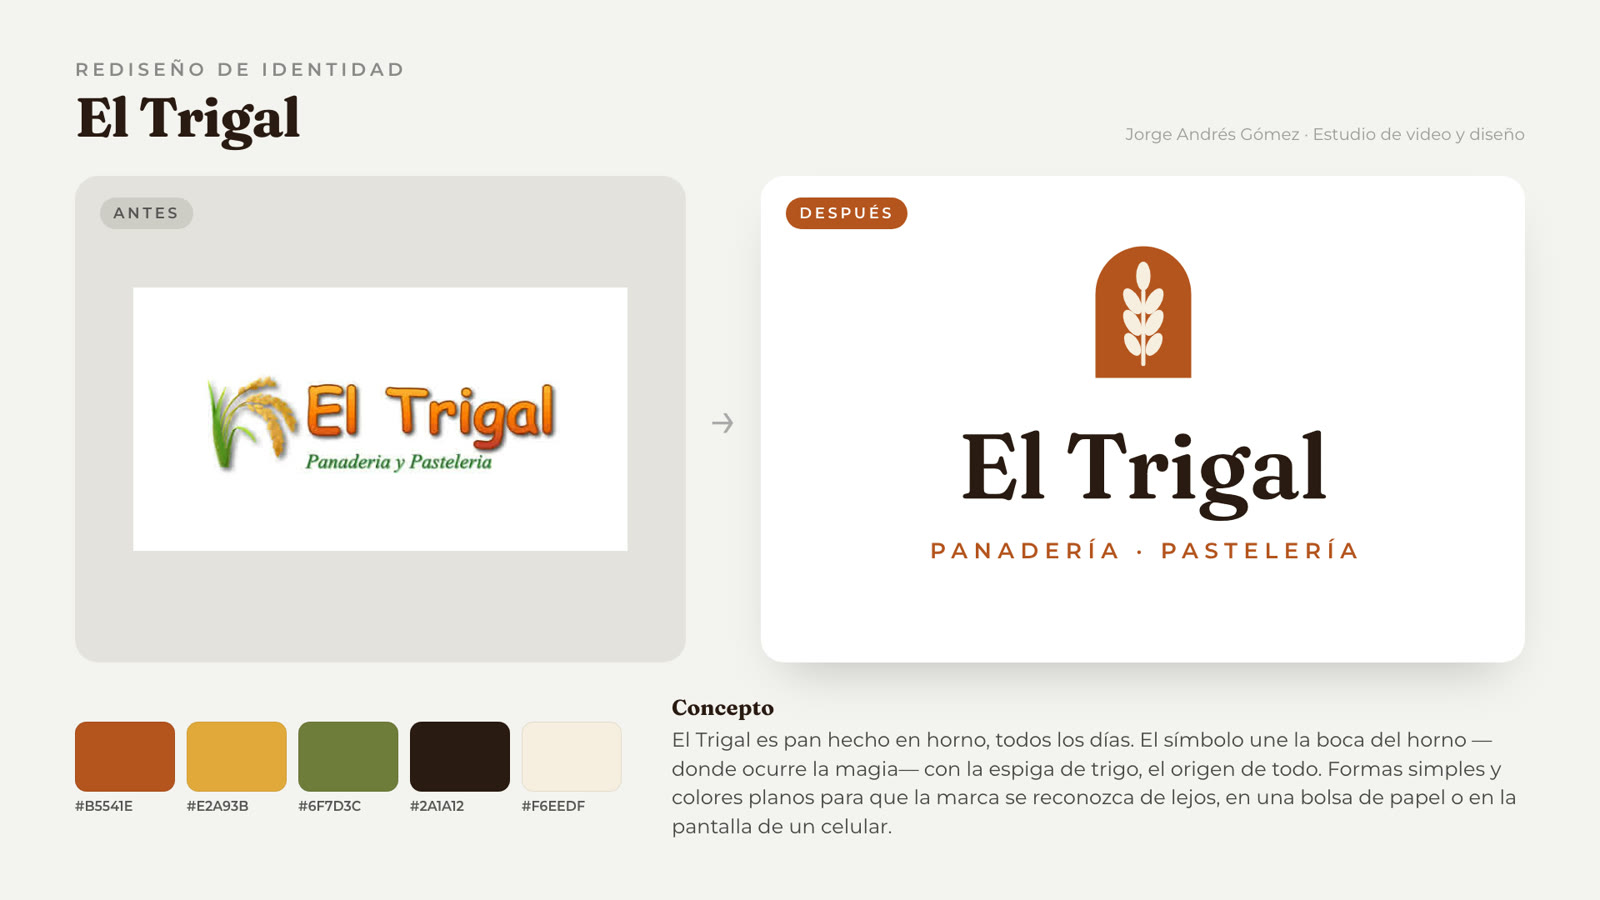 REDISEÑO DE IDENTIDAD
El Trigal
Jorge Andrés Gómez · Estudio de video y diseño
ANTES
El Trigal
Panaderia y Pasteleria
→
DESPUÉS
El Trigal
PANADERÍA · PASTELERÍA
#B5541E #E2A93B #6F7D3C #2A1A12 #F6EEDF
Concepto
El Trigal es pan hecho en horno, todos los días. El símbolo une la boca del horno —
donde ocurre la magia— con la espiga de trigo, el origen de todo. Formas simples y
colores planos para que la marca se reconozca de lejos, en una bolsa de papel o en la
pantalla de un celular.